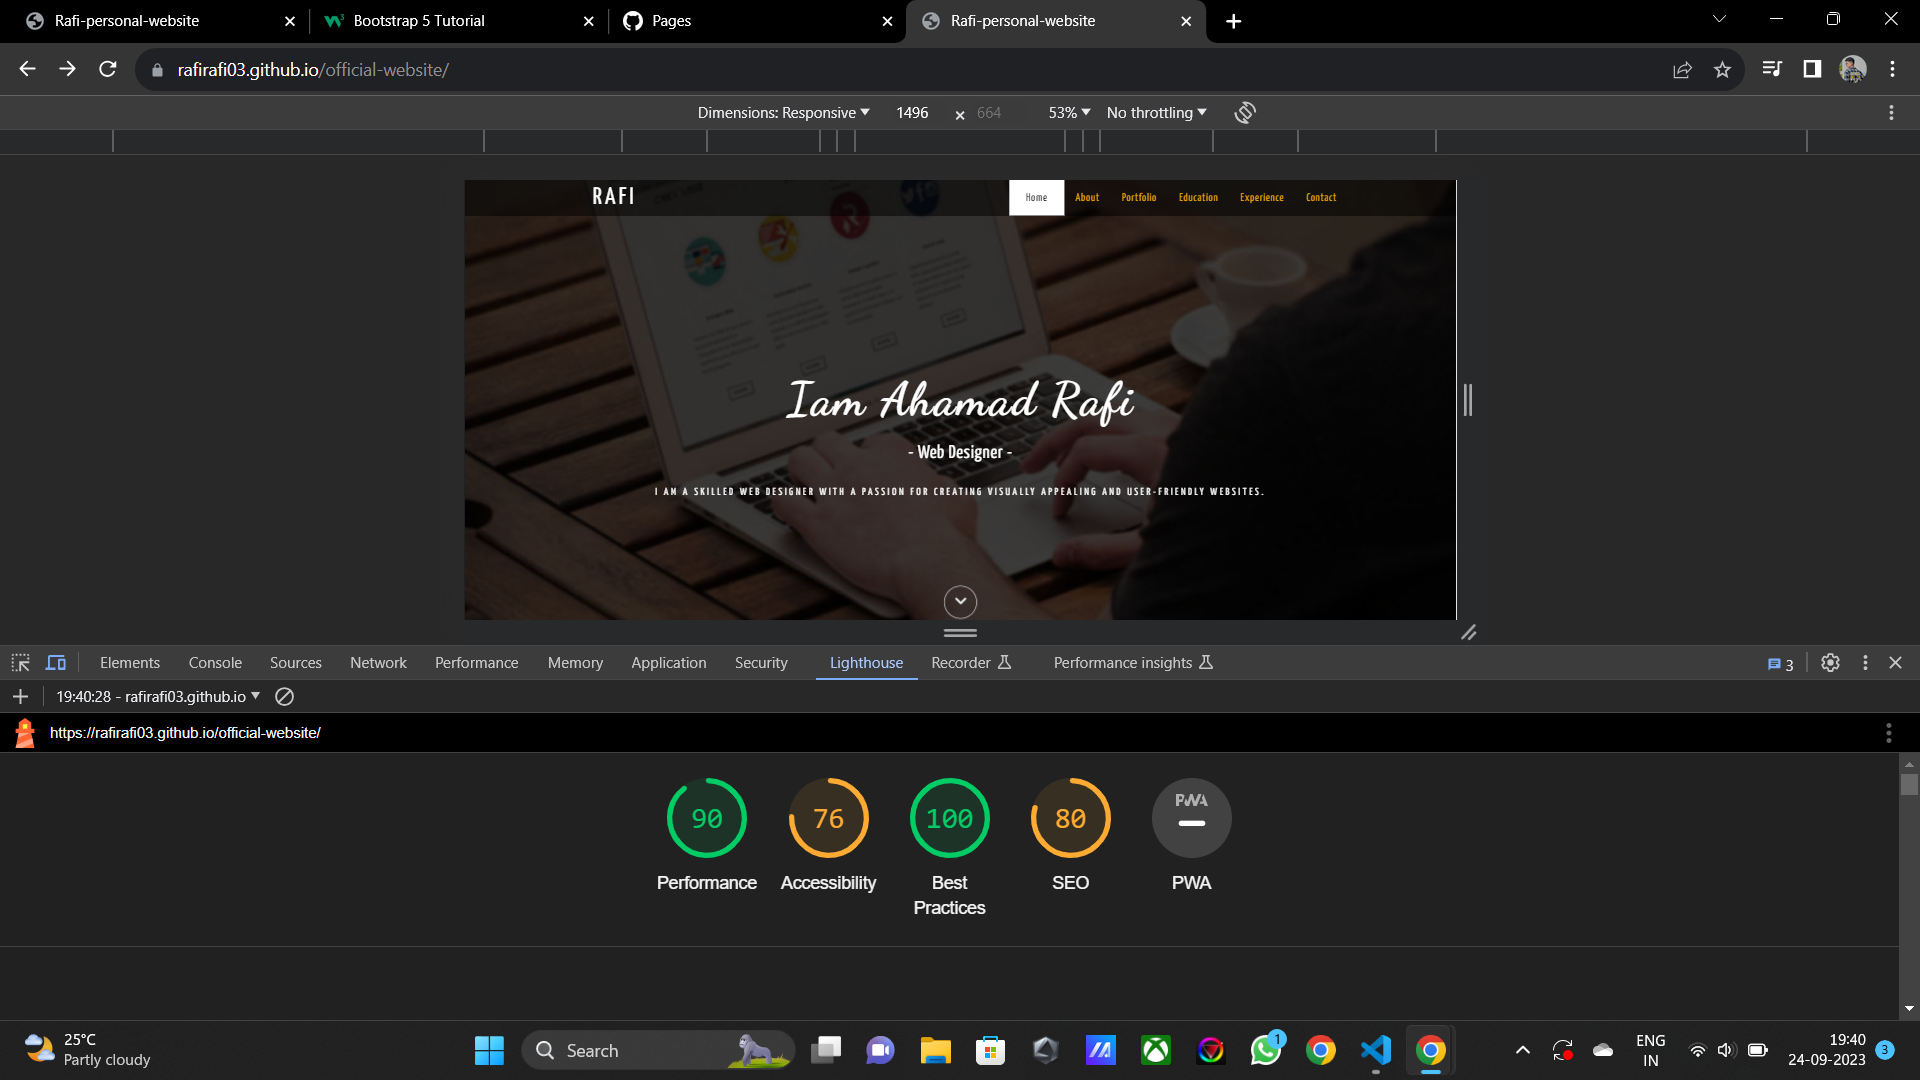 Rafi-personal-website
Bootstrap 5 Tutorial
Pages
Rafi-personal-website
rafirafi03.github.io/official-website/
Dimensions: Responsive 1496 × 664 53% No throttling
RAFI
Home About Portfolio Education Experience Contact
Iam Ahamad Rafi
- Web Designer -
I AM A SKILLED WEB DESIGNER WITH A PASSION FOR CREATING VISUALLY APPEALING AND USER-FRIENDLY WEBSITES.
Elements Console Sources Network Performance Memory Application Security Lighthouse Recorder Performance insights 3
19:40:28 - rafirafi03.github.io
https://rafirafi03.github.io/official-website/
90 76 100 80 PWA
Performance Accessibility Best Practices SEO PWA
25°C
Partly cloudy
Search
1
ENG
IN
19:40
24-09-2023
3